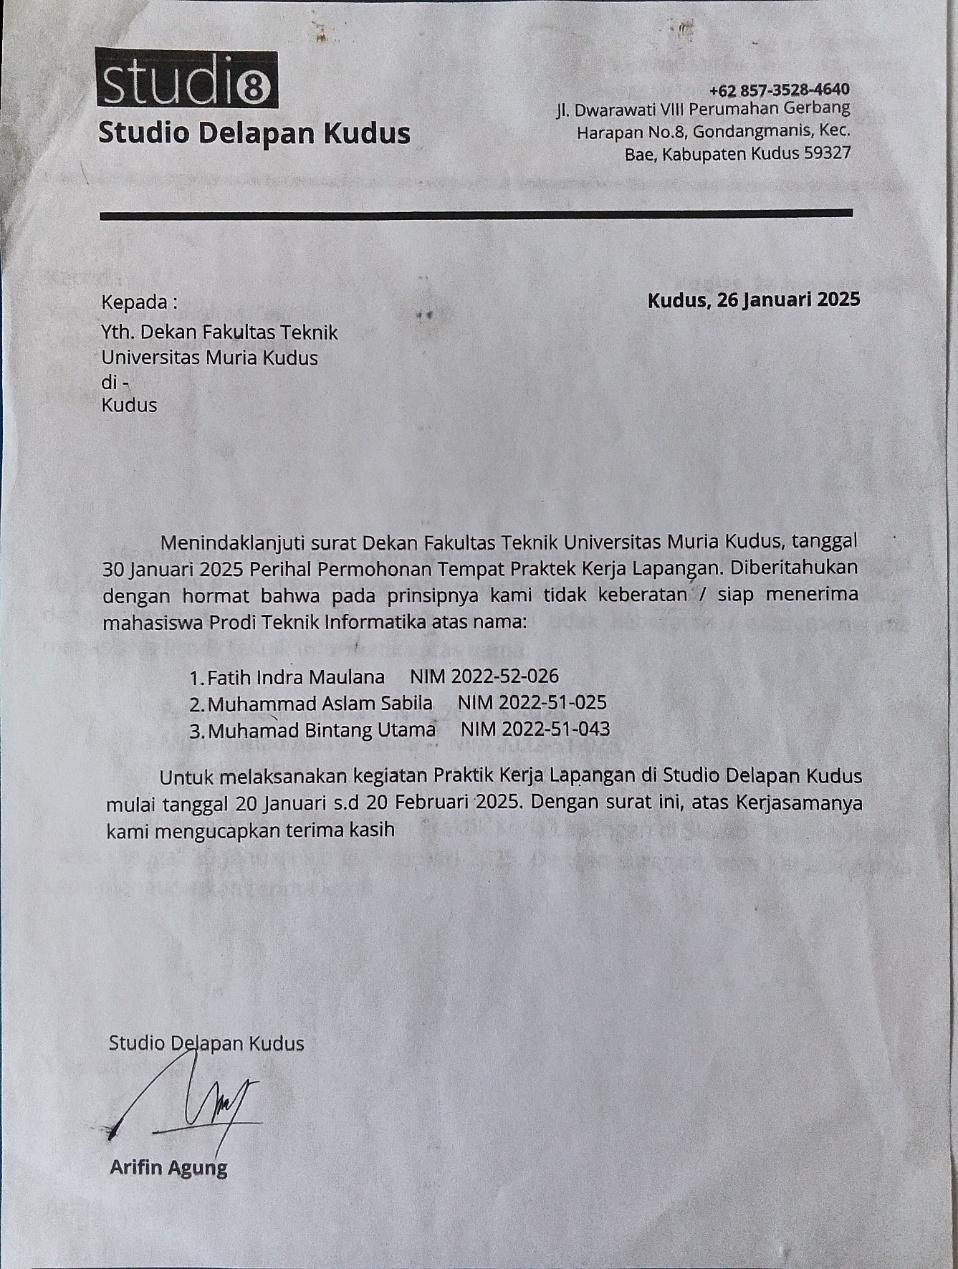 studi8
Studio Delapan Kudus
+62 857-3528-4640
Jl. Dwarawati VIII Perumahan Gerbang
Harapan No.8, Gondangmanis, Kec.
Bae, Kabupaten Kudus 59327
Kepada :
Kudus, 26 Januari 2025
Yth. Dekan Fakultas Teknik
Universitas Muria Kudus
di -
Kudus
Menindaklanjuti surat Dekan Fakultas Teknik Universitas Muria Kudus, tanggal
30 Januari 2025 Perihal Permohonan Tempat Praktek Kerja Lapangan. Diberitahukan
dengan hormat bahwa pada prinsipnya kami tidak keberatan / siap menerima
mahasiswa Prodi Teknik Informatika atas nama:
1. Fatih Indra Maulana NIM 2022-52-026
2. Muhammad Aslam Sabila NIM 2022-51-025
3. Muhamad Bintang Utama NIM 2022-51-043
Untuk melaksanakan kegiatan Praktik Kerja Lapangan di Studio Delapan Kudus
mulai tanggal 20 Januari s.d 20 Februari 2025. Dengan surat ini, atas Kerjasamanya
kami mengucapkan terima kasih
Studio Delapan Kudus
Arifin Agung